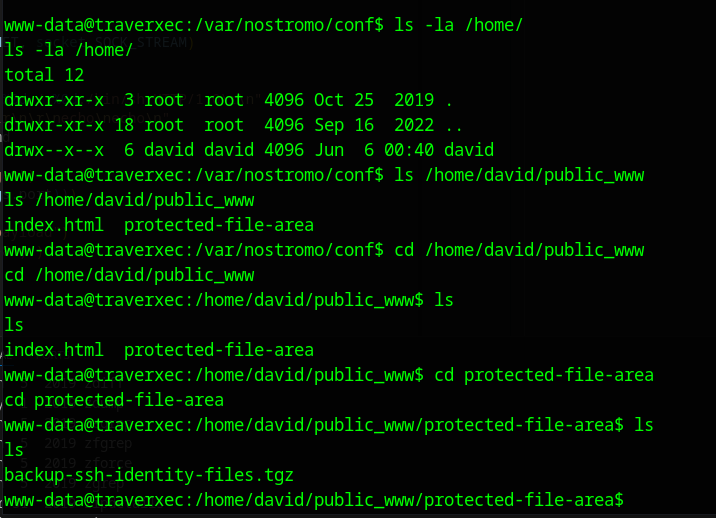 www-data@traverxec:/var/nostromo/conf$ ls -la /home/
ls -la /home/
total 12
drwxr-xr-x  3 root  root  4096 Oct 25  2019 .
drwxr-xr-x 18 root  root  4096 Sep 16  2022 ..
drwx--x--x  6 david david 4096 Jun  6 00:40 david
www-data@traverxec:/var/nostromo/conf$ ls /home/david/public_www
ls /home/david/public_www
index.html  protected-file-area
www-data@traverxec:/var/nostromo/conf$ cd /home/david/public_www
cd /home/david/public_www
www-data@traverxec:/home/david/public_www$ ls
ls
index.html  protected-file-area
www-data@traverxec:/home/david/public_www$ cd protected-file-area
cd protected-file-area
www-data@traverxec:/home/david/public_www/protected-file-area$ ls
ls
backup-ssh-identity-files.tgz
www-data@traverxec:/home/david/public_www/protected-file-area$